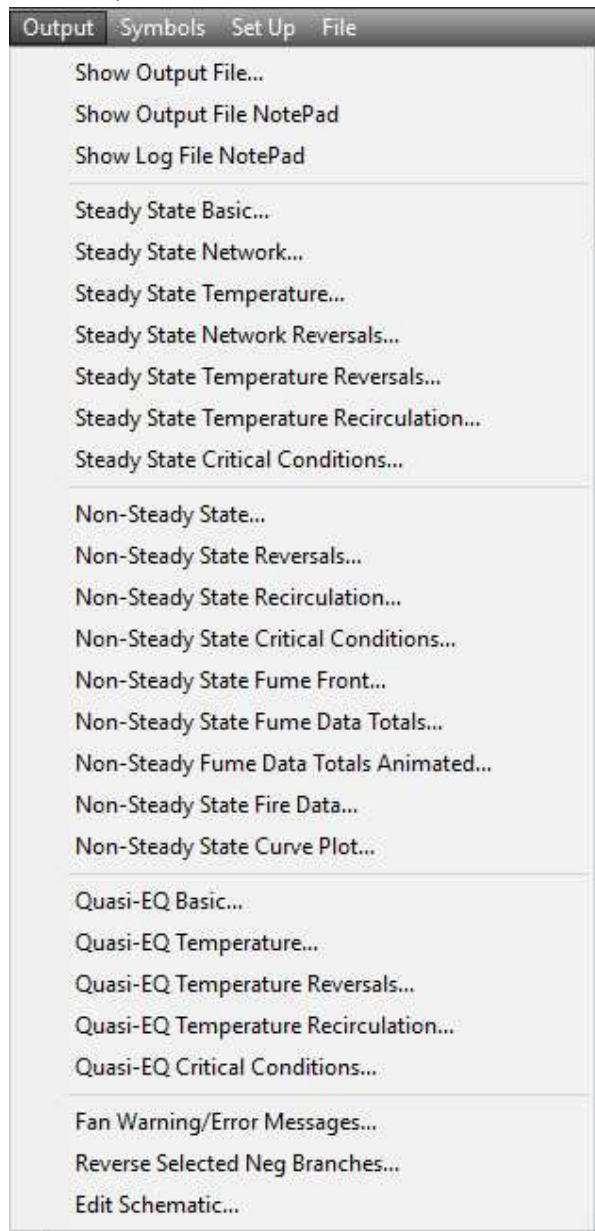 Output Symbols Set Up File
Show Output File...
Show Output File NotePad
Show Log File NotePad
Steady State Basic...
Steady State Network...
Steady State Temperature...
Steady State Network Reversals...
Steady State Temperature Reversals...
Steady State Temperature Recirculation...
Steady State Critical Conditions...
Non-Steady State...
Non-Steady State Reversals...
Non-Steady State Recirculation...
Non-Steady State Critical Conditions...
Non-Steady State Fume Front...
Non-Steady State Fume Data Totals...
Non-Steady Fume Data Totals Animated...
Non-Steady State Fire Data...
Non-Steady State Curve Plot...
Quasi-EQ Basic...
Quasi-EQ Temperature...
Quasi-EQ Temperature Reversals...
Quasi-EQ Temperature Recirculation...
Quasi-EQ Critical Conditions...
Fan Warning/Error Messages...
Reverse Selected Neg Branches...
Edit Schematic...